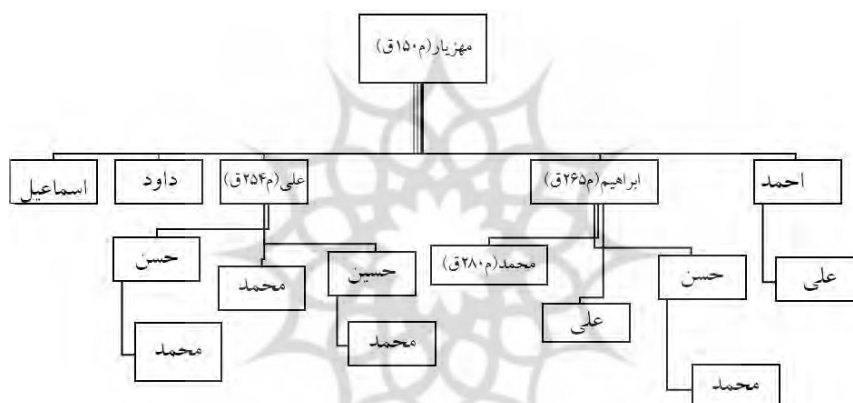 مهزیار(م۱۵۰ق)
احمد
ابراهیم(م۲۶۵ق)
علی(م۲۵۴ق)
داود
اسماعیل
علی
حسن
علی
محمد(م۲۸۰ق)
حسین
محمد
حسن
محمد
محمد
محمد